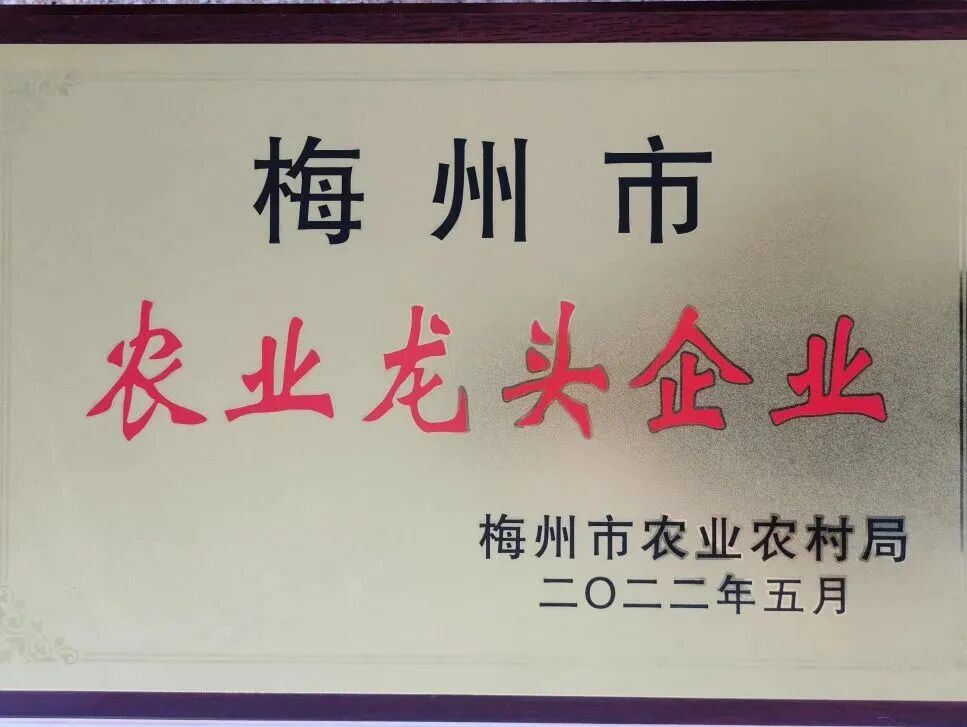 梅州市
农业龙头企业
梅州市农业农村局
二〇二二年五月